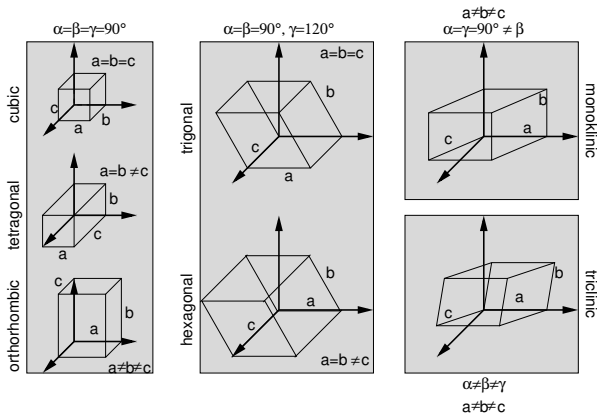 α=β=γ=90°
cubic
a=b=c
c
a
b
tetragonal
a=b≠c
b
c
a
orthorhombic
c
a
b
a≠b≠c
α=β=90°, γ=120°
trigonal
a=b=c
b
c
a
hexagonal
b
a
c
a=b≠c
a≠b≠c
α=γ=90°≠β
monoklinic
b
c
a
triclinic
b
a
c
α≠β≠γ
a≠b≠c